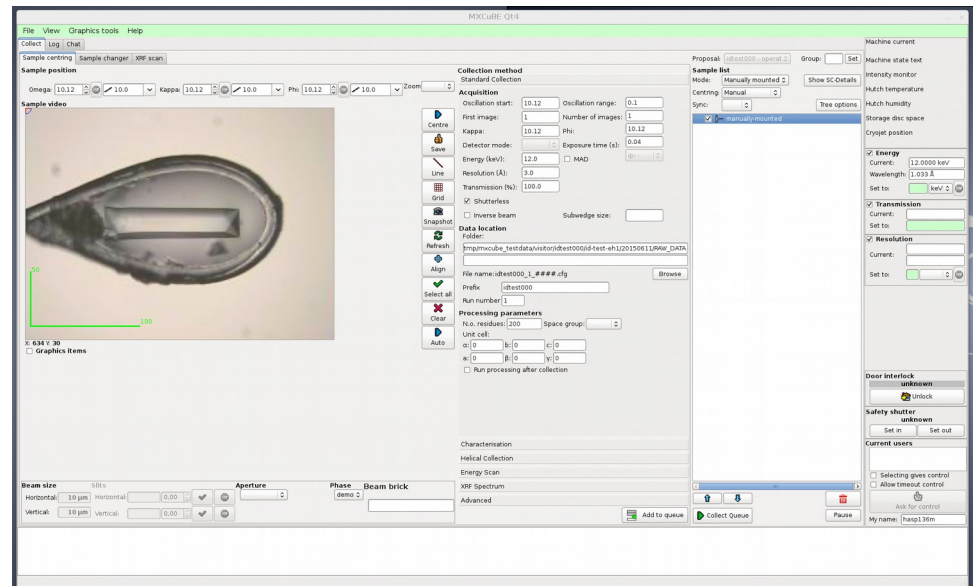 MXCuBE Qt4
File View Graphics tools Help
Collect Log Chat
Sample centring Sample changer XRF scan
Sample position
Omega: 10.12 10.0 Kappa: 10.12 10.0 Phi: 10.12 10.0 Zoom
Sample video
50
100
X: 634 Y: 30
Graphics items
Centre
Save
Line
Grid
Snapshot
Refresh
Align
Select all
Clear
Auto
Beam size
Horizontal: 10 µm
Vertical: 10 µm
Slits
Horizontal: 0,00
Vertical: 0,00
Aperture
Phase
demo
Beam brick
Collection method
Standard Collection
Acquisition
Oscillation start: 10.12 Oscillation range: 0.1
First image: 1 Number of images: 1
Kappa: 10.12 Phi: 10.12
Detector mode: Exposure time (s): 0.04
Energy (keV): 12.0 MAD
Resolution (Å): 3.0
Transmission (%): 100.0
Shutterless
Inverse beam Subwedge size:
Data location
Folder:
tmp/mxcube_testdata/visitor/idtest000/id-test-eh1/20150611/RAW_DATA
File name:idtest000_1_####.cfg Browse
Prefix idtest000
Run number 1
Processing parameters
N.o. residues: 200 Space group:
Unit cell:
α: 0 b: 0 c: 0
a: 0 β: 0 γ: 0
Run processing after collection
Characterisation
Helical Collection
Energy Scan
XRF Spectrum
Advanced
Add to queue
Proposal: Group: Set
Sample list
Mode: Manually mounted Show SC-Details
Centring Manual
Sync: Tree options
manually-mounted
Collect Queue Pause
Machine current
Machine state text
Intensity monitor
Hutch temperature
Hutch humidity
Storage disc space
Cryojet position
Energy
Current: 12.0000 keV
Wavelength: 1.033 Å
Set to: keV
Transmission
Current:
Set to:
Resolution
Current:
Set to:
Door interlock
unknown
Unlock
Safety shutter
unknown
Set in Set out
Current users
Selecting gives control
Allow timeout control
Ask for control
My name: hasp136m